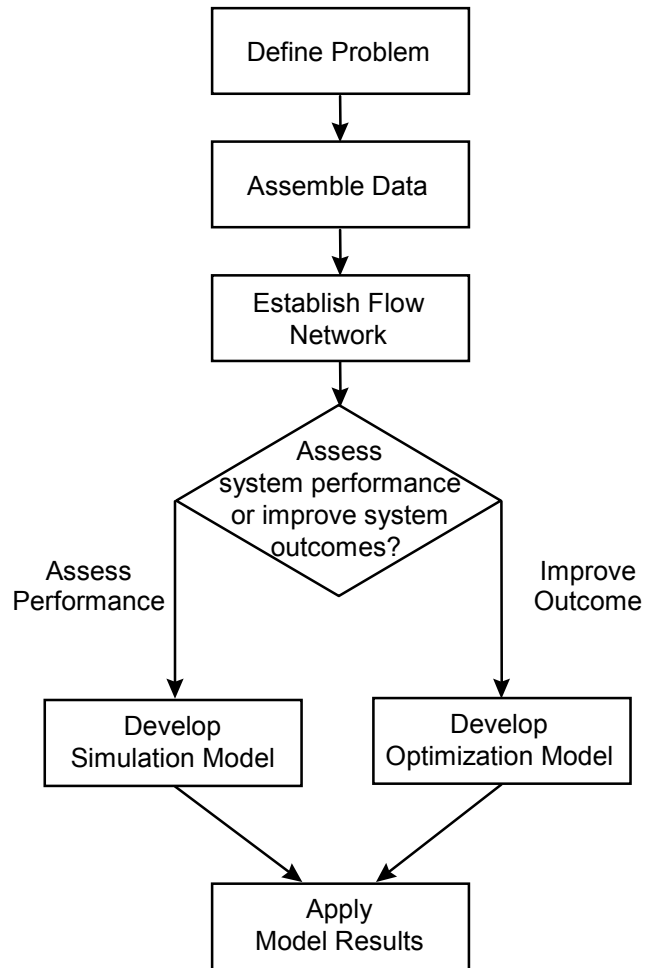 Define Problem
Assemble Data
Establish Flow
Network
Assess
system performance
or improve system
outcomes?
Assess
Performance
Improve
Outcome
Develop
Simulation Model
Develop
Optimization Model
Apply
Model Results